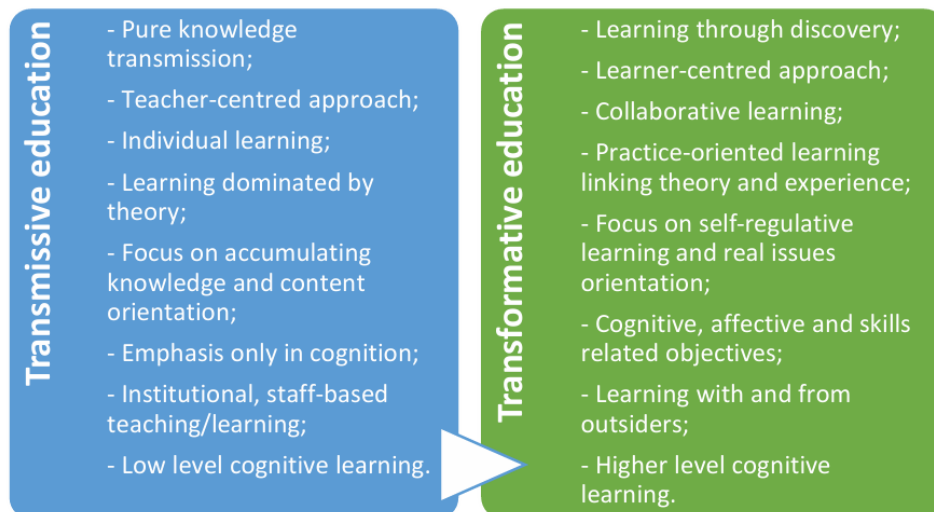 Transmissive education
- Pure knowledge
transmission;
- Teacher-centred approach;
- Individual learning;
- Learning dominated by
theory;
- Focus on accumulating
knowledge and content
orientation;
- Emphasis only in cognition;
- Institutional, staff-based
teaching/learning;
- Low level cognitive learning.
Transformative education
- Learning through discovery;
- Learner-centred approach;
- Collaborative learning;
- Practice-oriented learning
linking theory and experience;
- Focus on self-regulative
learning and real issues
orientation;
- Cognitive, affective and skills
related objectives;
- Learning with and from
outsiders;
- Higher level cognitive
learning.